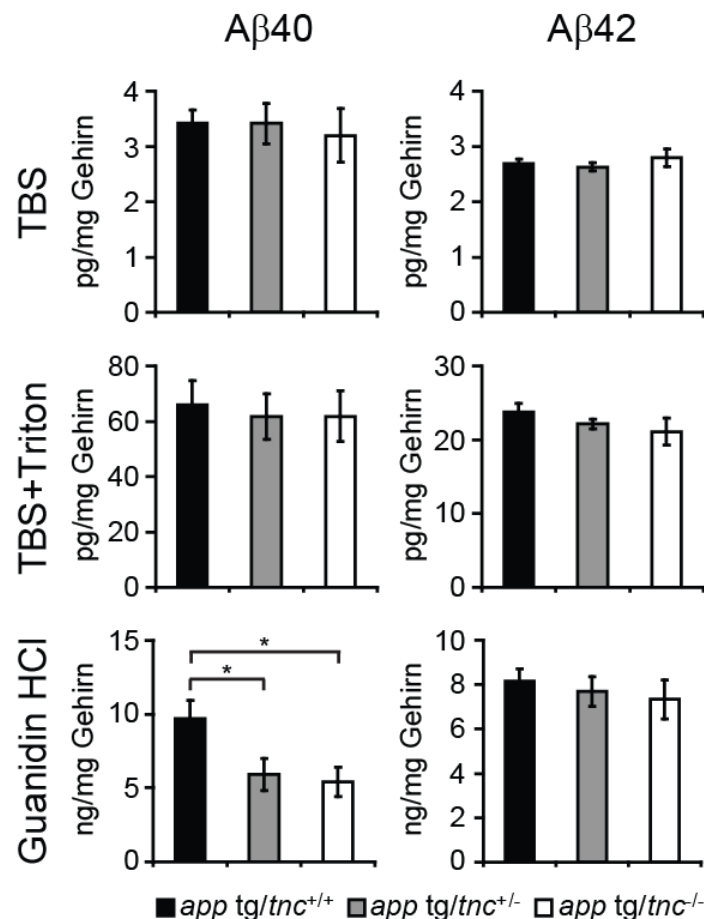 Aβ40
Aβ42
TBS
pg/mg Gehirn
4
3
2
1
0
pg/mg Gehirn
4
3
2
1
0
TBS+Triton
pg/mg Gehirn
80
60
40
20
0
pg/mg Gehirn
30
20
10
0
Guanidin HCl
ng/mg Gehirn
15
10
5
0
*
*
ng/mg Gehirn
10
8
6
4
2
0
app tg/tnc+/+ app tg/tnc+/- app tg/tnc-/-